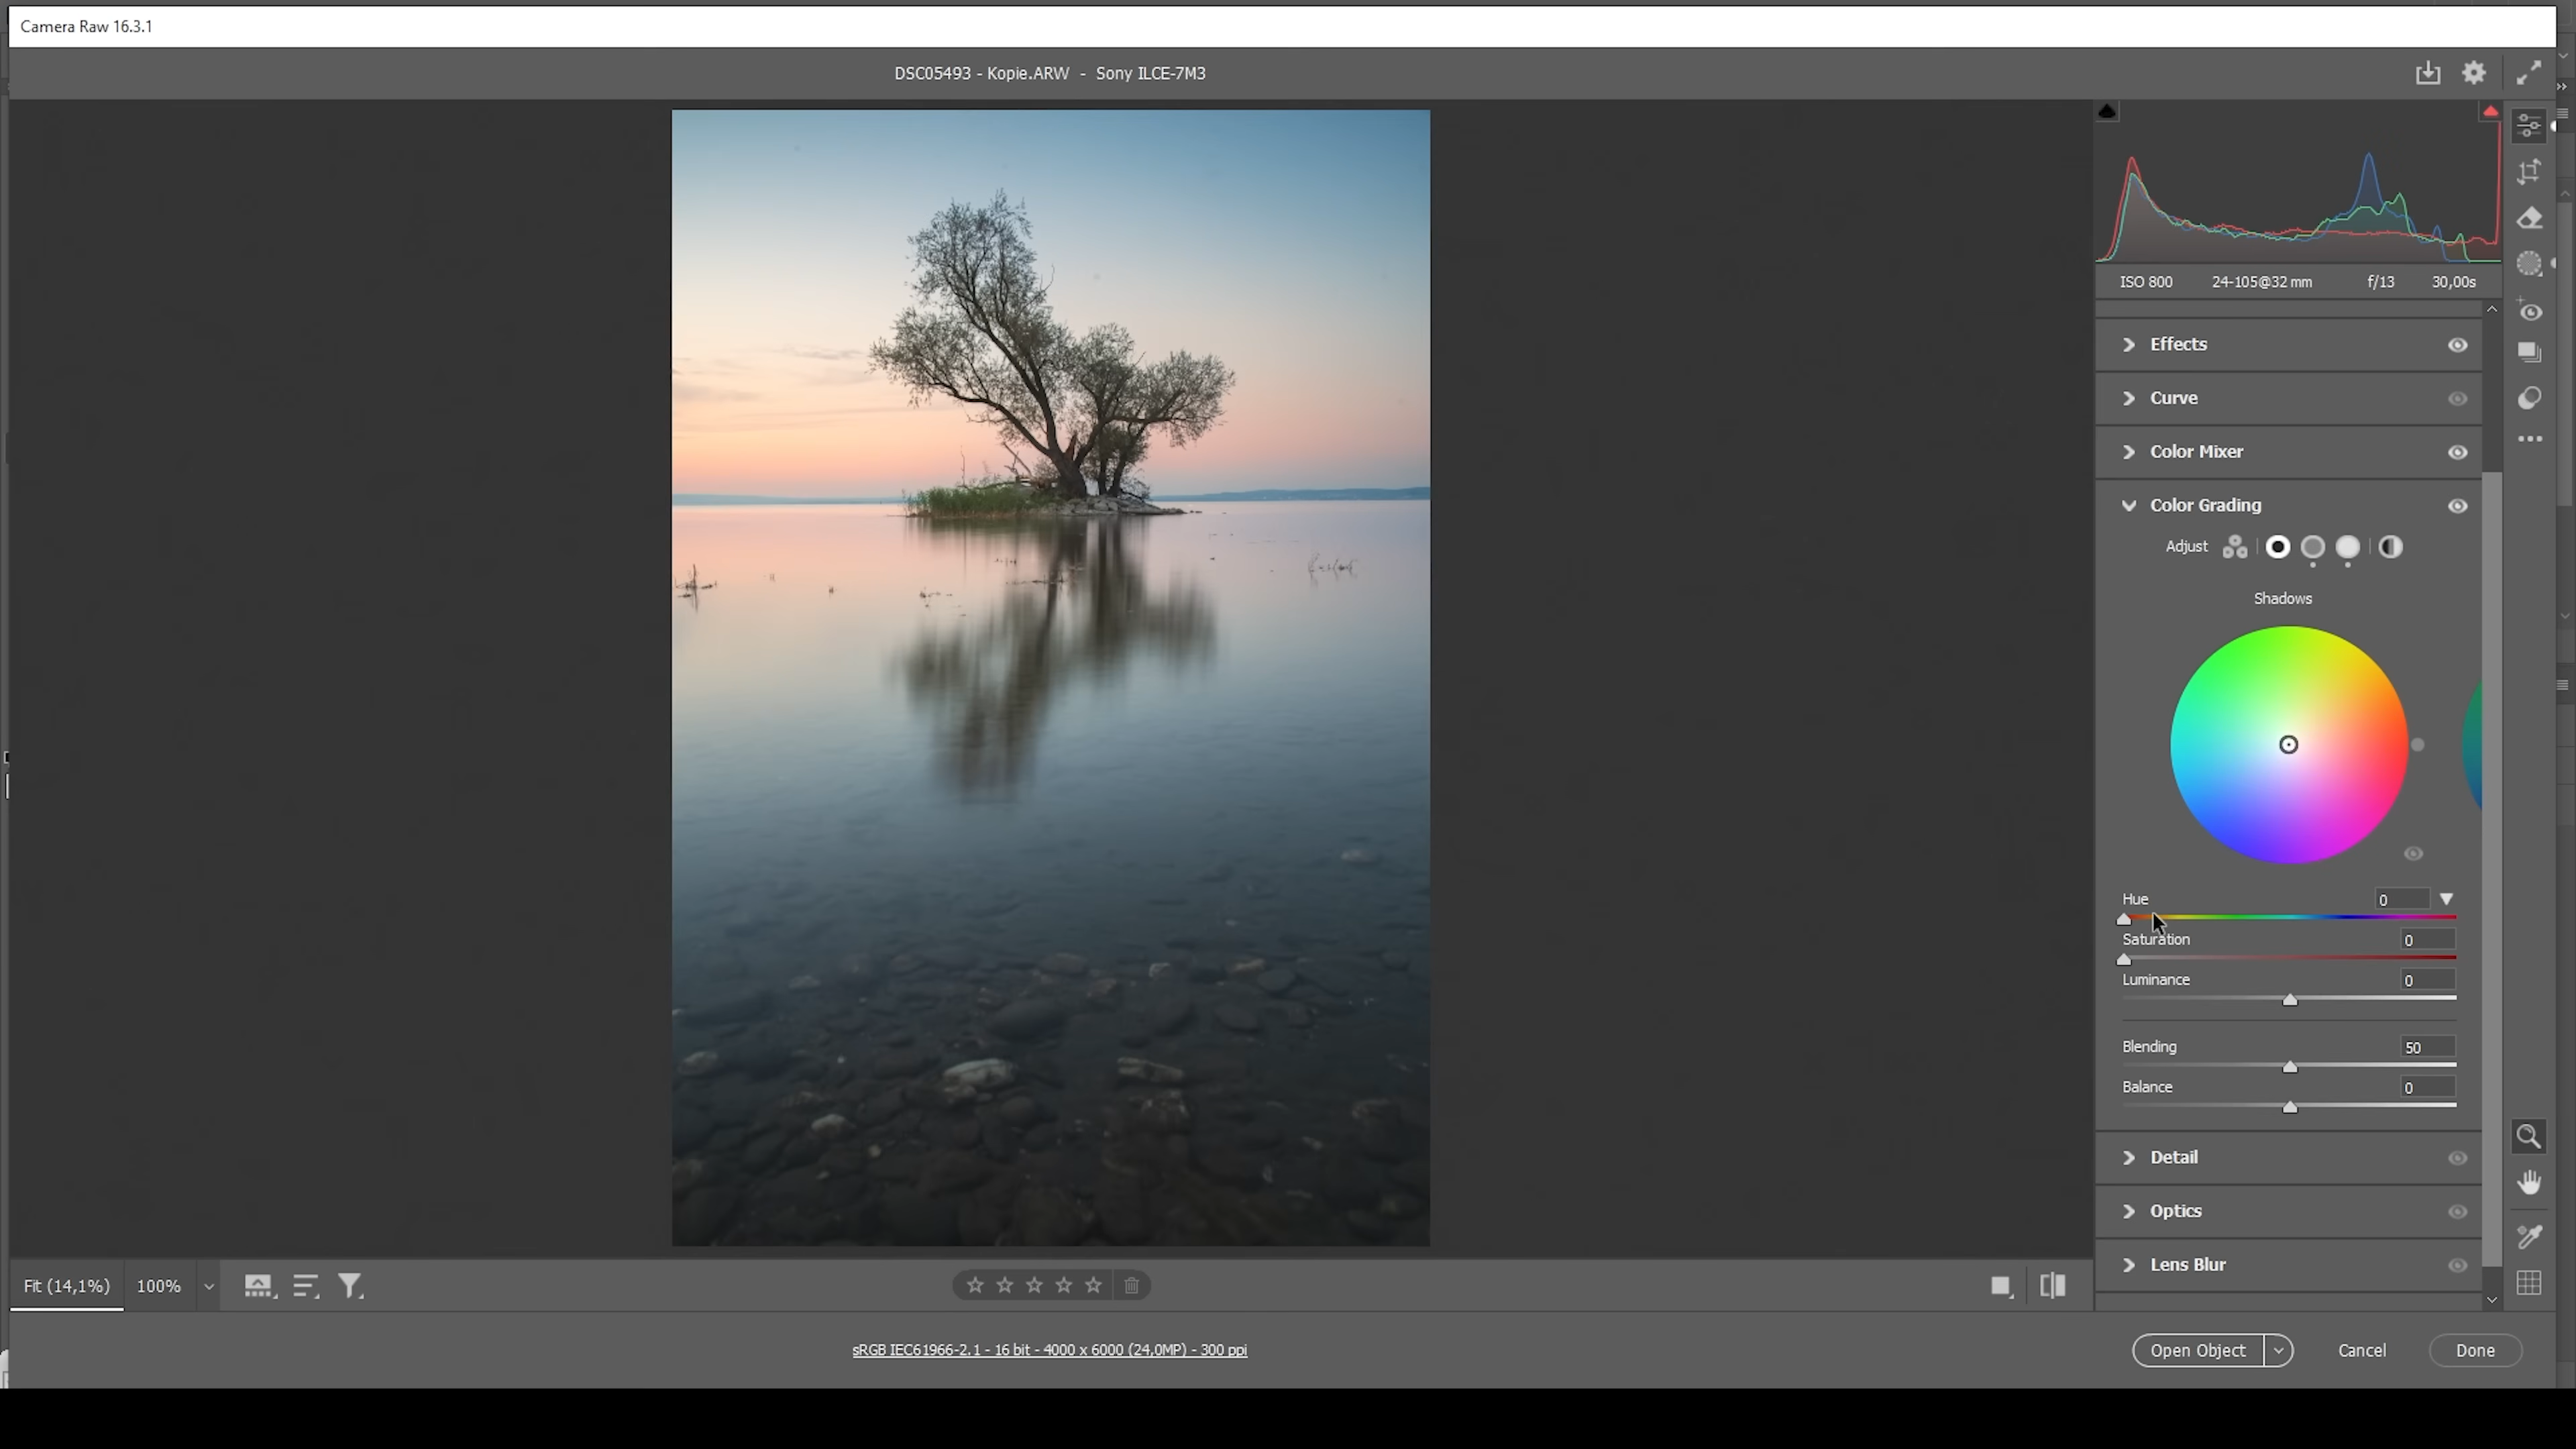 Camera Raw 16.3.1
DSC05493 - Kopie.ARW - Sony ILCE-7M3
ISO 800 24-105@32 mm f/13 30,00s
Effects
Curve
Color Mixer
Color Grading
Adjust
Shadows
Hue 0
Saturation 0
Luminance 0
Blending 50
Balance 0
Detail
Optics
Lens Blur
Fit (14,1%) 100%
sRGB IEC61966-2.1 - 16 bit - 4000 x 6000 (24,0MP) - 300 ppi
Open Object Cancel Done